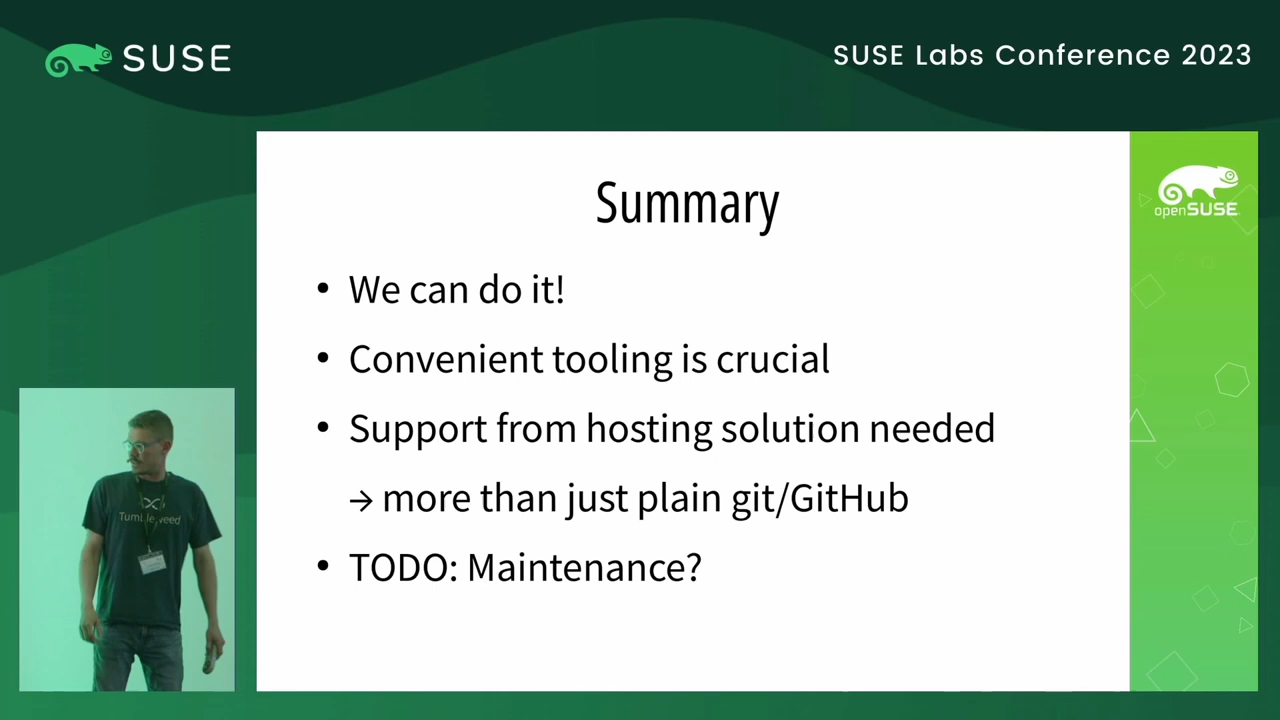 SUSE
SUSE Labs Conference 2023
Summary
openSUSE
• We can do it!
• Convenient tooling is crucial
• Support from hosting solution needed
→ more than just plain git/GitHub
• TODO: Maintenance?
Tumbleweed